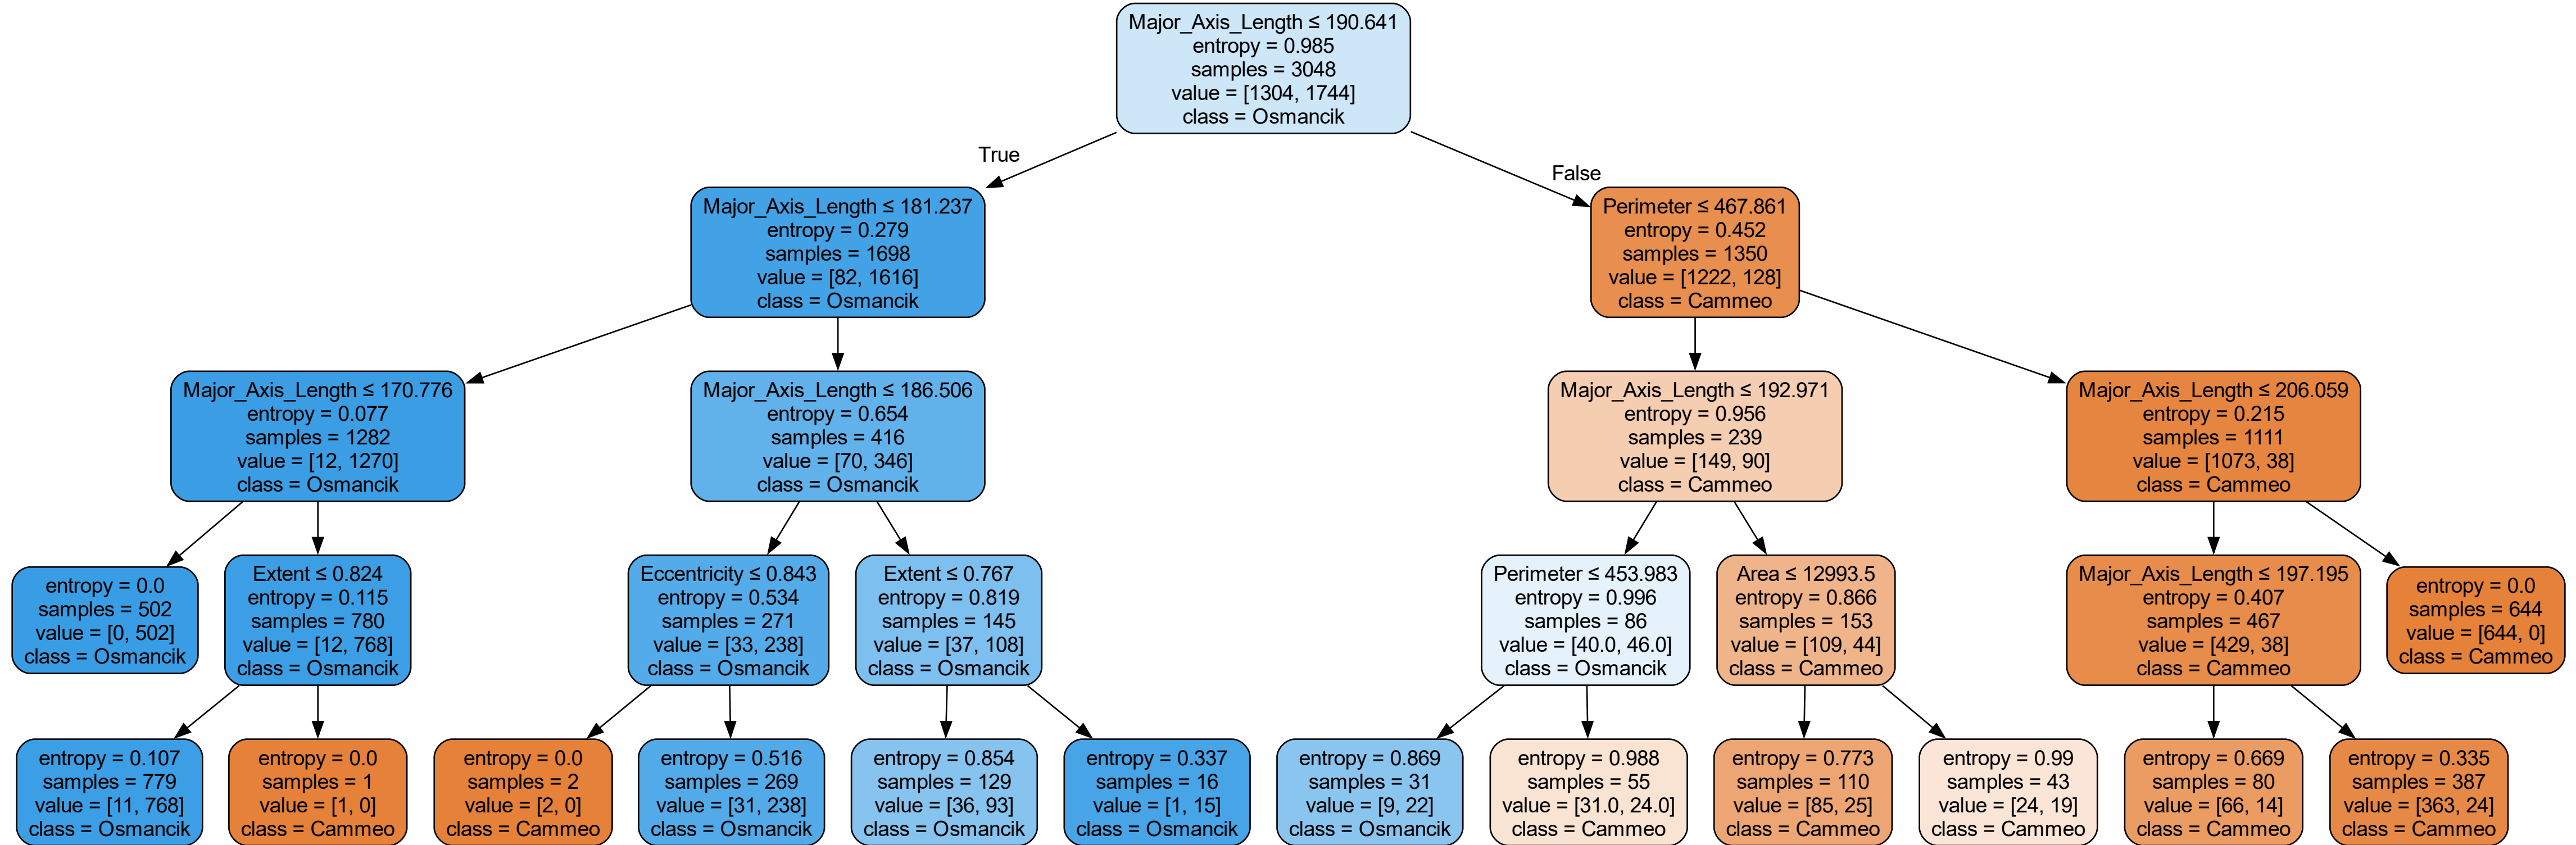 Major_Axis_Length ≤ 190.641
entropy = 0.985
samples = 3048
value = [1304, 1744]
class = Osmancik
True
False
Major_Axis_Length ≤ 181.237
entropy = 0.279
samples = 1698
value = [82, 1616]
class = Osmancik
Perimeter ≤ 467.861
entropy = 0.452
samples = 1350
value = [1222, 128]
class = Cammeo
Major_Axis_Length ≤ 170.776
entropy = 0.077
samples = 1282
value = [12, 1270]
class = Osmancik
Major_Axis_Length ≤ 186.506
entropy = 0.654
samples = 416
value = [70, 346]
class = Osmancik
Major_Axis_Length ≤ 192.971
entropy = 0.956
samples = 239
value = [149, 90]
class = Cammeo
Major_Axis_Length ≤ 206.059
entropy = 0.215
samples = 1111
value = [1073, 38]
class = Cammeo
entropy = 0.0
samples = 502
value = [0, 502]
class = Osmancik
Extent ≤ 0.824
entropy = 0.115
samples = 780
value = [12, 768]
class = Osmancik
Eccentricity ≤ 0.843
entropy = 0.534
samples = 271
value = [33, 238]
class = Osmancik
Extent ≤ 0.767
entropy = 0.819
samples = 145
value = [37, 108]
class = Osmancik
Perimeter ≤ 453.983
entropy = 0.996
samples = 86
value = [40.0, 46.0]
class = Osmancik
Area ≤ 12993.5
entropy = 0.866
samples = 153
value = [109, 44]
class = Cammeo
Major_Axis_Length ≤ 197.195
entropy = 0.407
samples = 467
value = [429, 38]
class = Cammeo
entropy = 0.0
samples = 644
value = [644, 0]
class = Cammeo
entropy = 0.107
samples = 779
value = [11, 768]
class = Osmancik
entropy = 0.0
samples = 1
value = [1, 0]
class = Cammeo
entropy = 0.0
samples = 2
value = [2, 0]
class = Cammeo
entropy = 0.516
samples = 269
value = [31, 238]
class = Osmancik
entropy = 0.854
samples = 129
value = [36, 93]
class = Osmancik
entropy = 0.337
samples = 16
value = [1, 15]
class = Osmancik
entropy = 0.869
samples = 31
value = [9, 22]
class = Osmancik
entropy = 0.988
samples = 55
value = [31.0, 24.0]
class = Cammeo
entropy = 0.773
samples = 110
value = [85, 25]
class = Cammeo
entropy = 0.99
samples = 43
value = [24, 19]
class = Cammeo
entropy = 0.669
samples = 80
value = [66, 14]
class = Cammeo
entropy = 0.335
samples = 387
value = [363, 24]
class = Cammeo